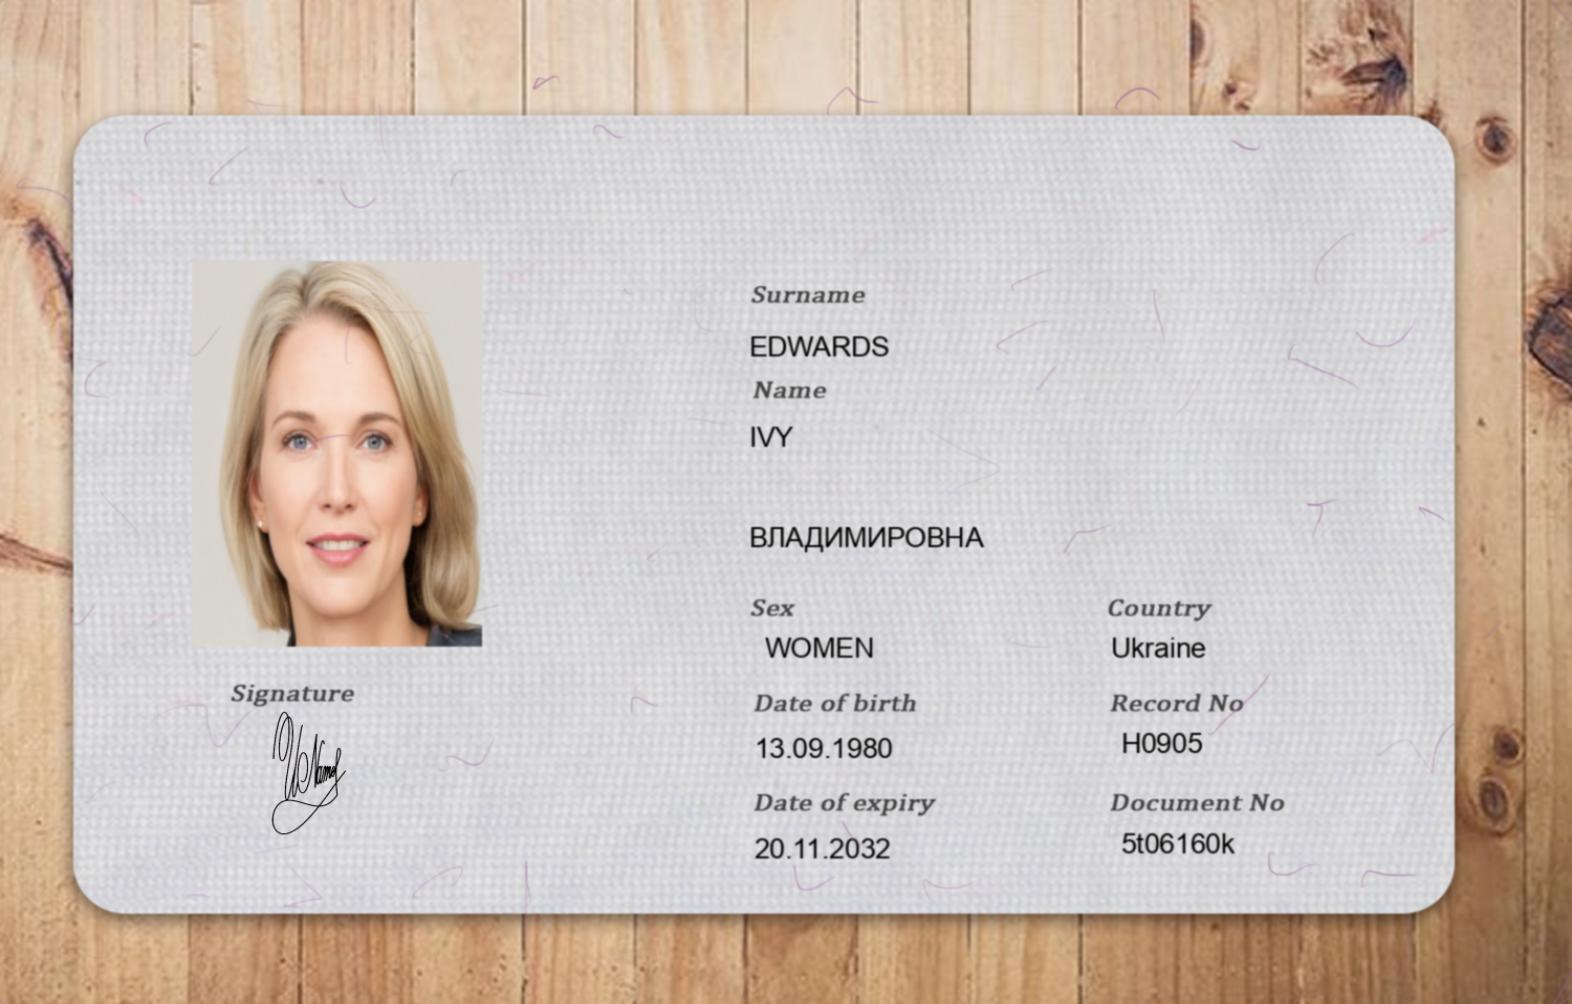 Surname
EDWARDS
Name
IVY
ВЛАДИМИРОВНА
Sex
WOMEN
Country
Ukraine
Date of birth
13.09.1980
Record No
H0905
Date of expiry
20.11.2032
Document No
5t06160k
Signature